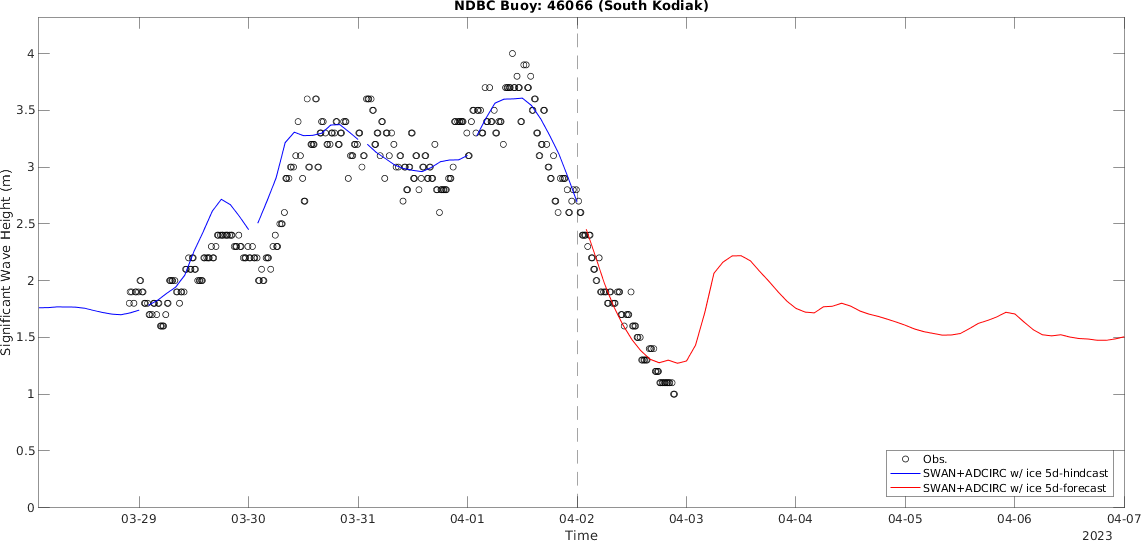 NDBC Buoy: 46066 (South Kodiak)
Significant Wave Height (m)
4
3.5
3
2.5
2
1.5
1
0.5
0
Obs.
SWAN+ADCIRC w/ ice 5d-hindcast
SWAN+ADCIRC w/ ice 5d-forecast
03-29 03-30 03-31 04-01 04-02 04-03 04-04 04-05 04-06 04-07
Time
2023